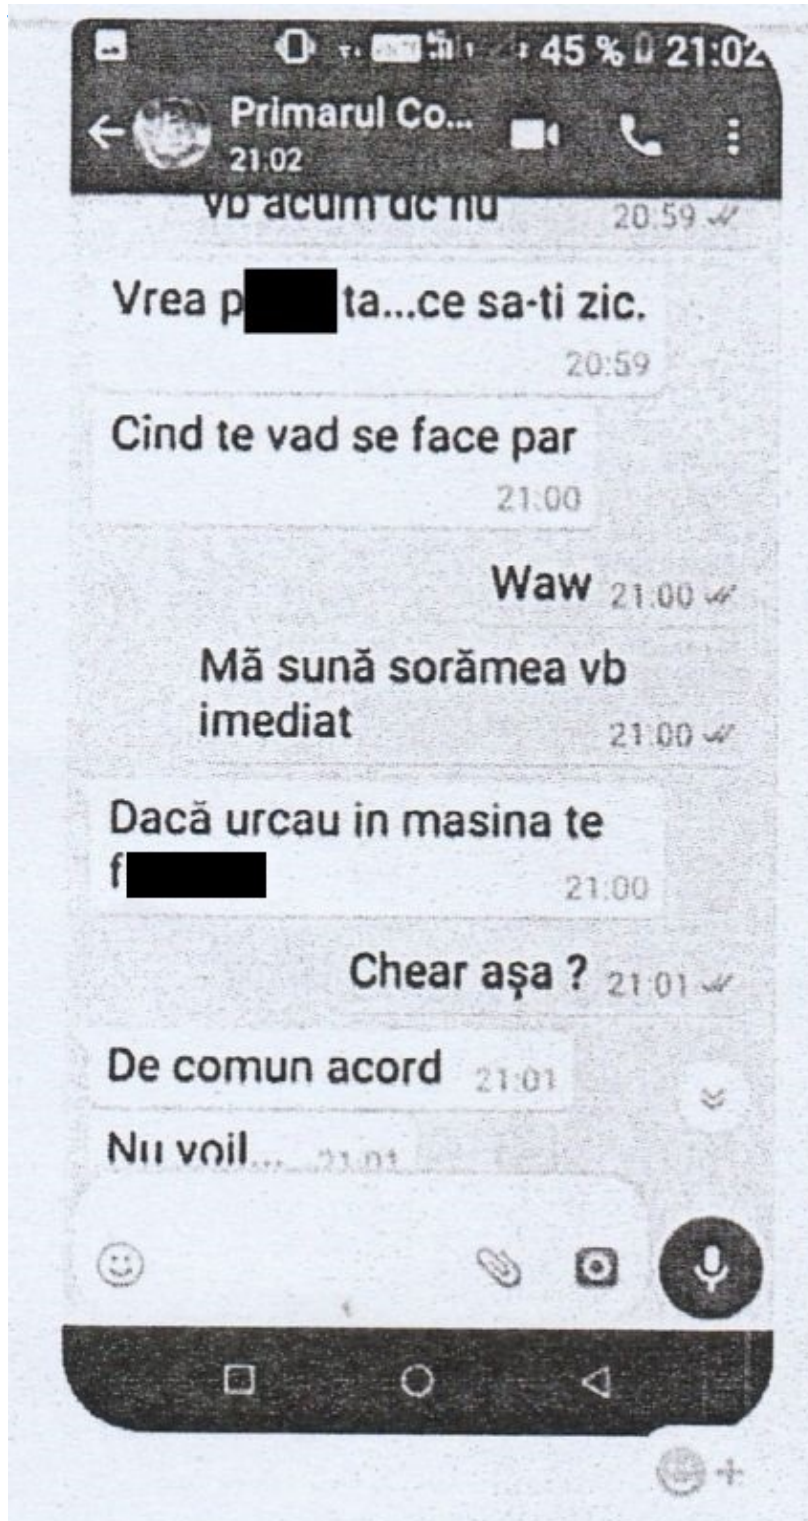 45 % 21:02
Primarul Co...
21:02
vb acum dc nu 20:59
Vrea p ta...ce sa-ti zic.
20:59
Cind te vad se face par
21:00
Waw 21:00
Mă sună sorămea vb
imediat 21:00
Dacă urcau in masina te
f 21:00
Chear așa ? 21:01
De comun acord 21:01
Nu voil... 21:01